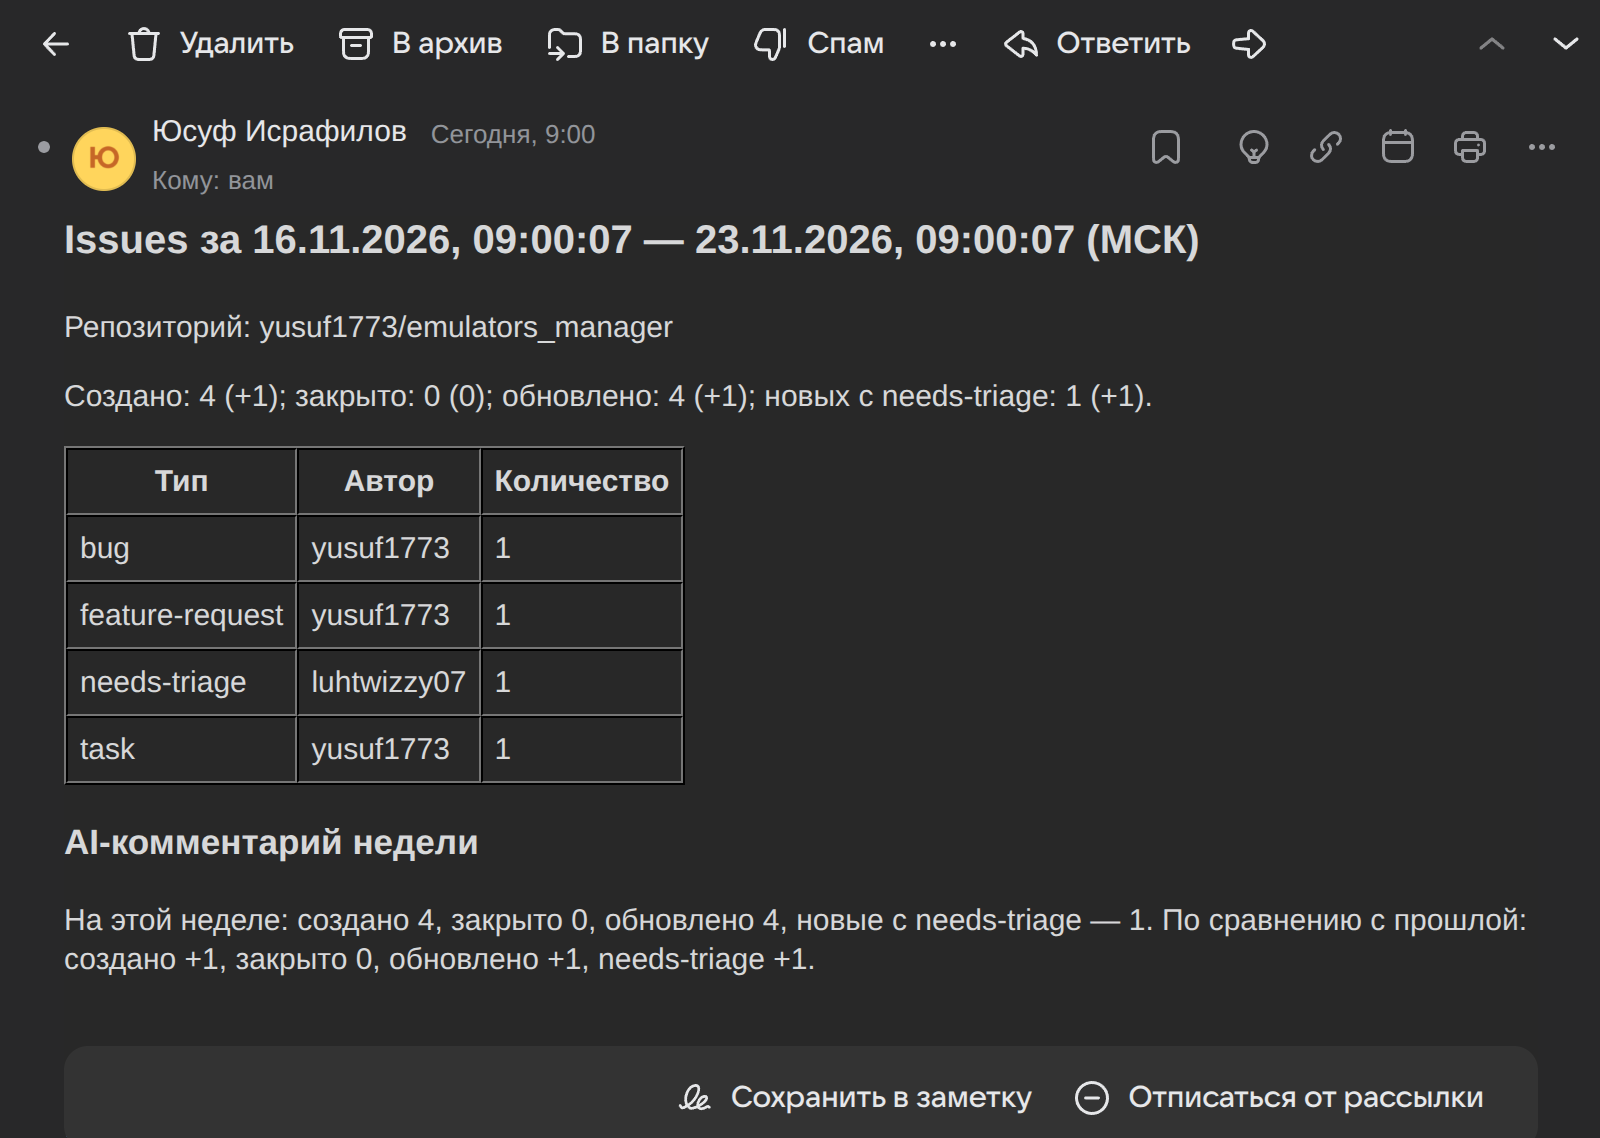 Удалить
В архив
В папку
Спам
Ответить
Ю
Юсуф Исрафилов Сегодня, 9:00
Кому: вам
Issues за 16.11.2026, 09:00:07 — 23.11.2026, 09:00:07 (МСК)
Репозиторий: yusuf1773/emulators_manager
Создано: 4 (+1); закрыто: 0 (0); обновлено: 4 (+1); новых с needs-triage: 1 (+1).
Тип Автор Количество
bug yusuf1773 1
feature-request yusuf1773 1
needs-triage luhtwizzy07 1
task yusuf1773 1
AI-комментарий недели
На этой неделе: создано 4, закрыто 0, обновлено 4, новые с needs-triage — 1. По сравнению с прошлой:
создано +1, закрыто 0, обновлено +1, needs-triage +1.
Сохранить в заметку
Отписаться от рассылки